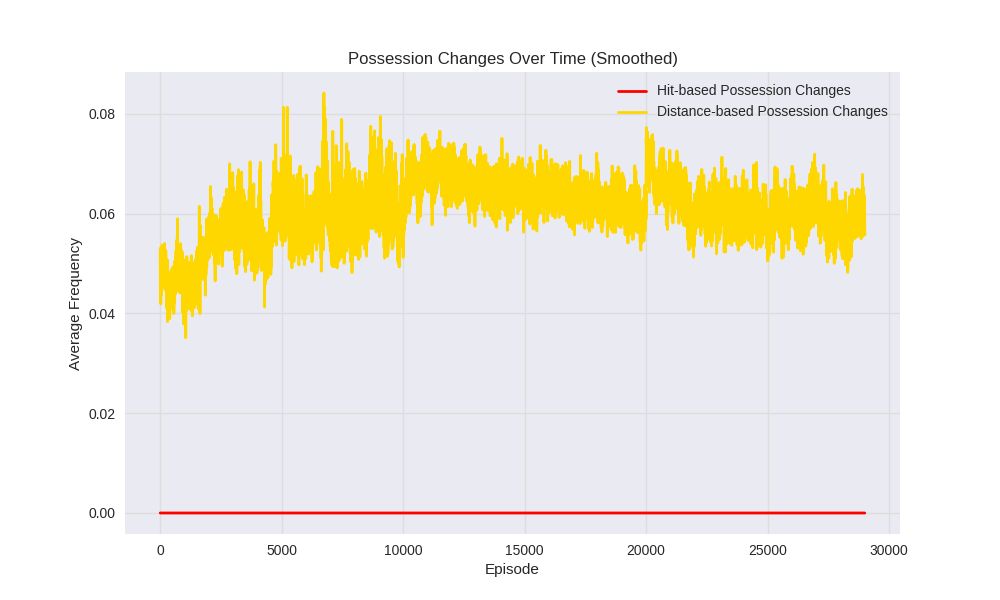 Possession Changes Over Time (Smoothed)
Hit-based Possession Changes
Distance-based Possession Changes
Average Frequency
0.08
0.06
0.04
0.02
0.00
0 5000 10000 15000 20000 25000 30000
Episode